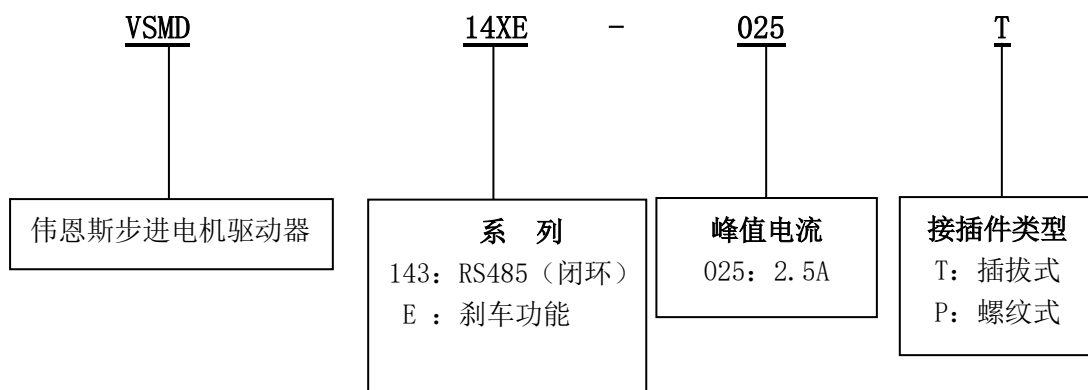 VSMD 14XE - 025 T
伟恩斯步进电机驱动器
系 列
143: RS485（闭环）
E : 刹车功能
峰值电流
025: 2.5A
接插件类型
T: 插拔式
P: 螺纹式